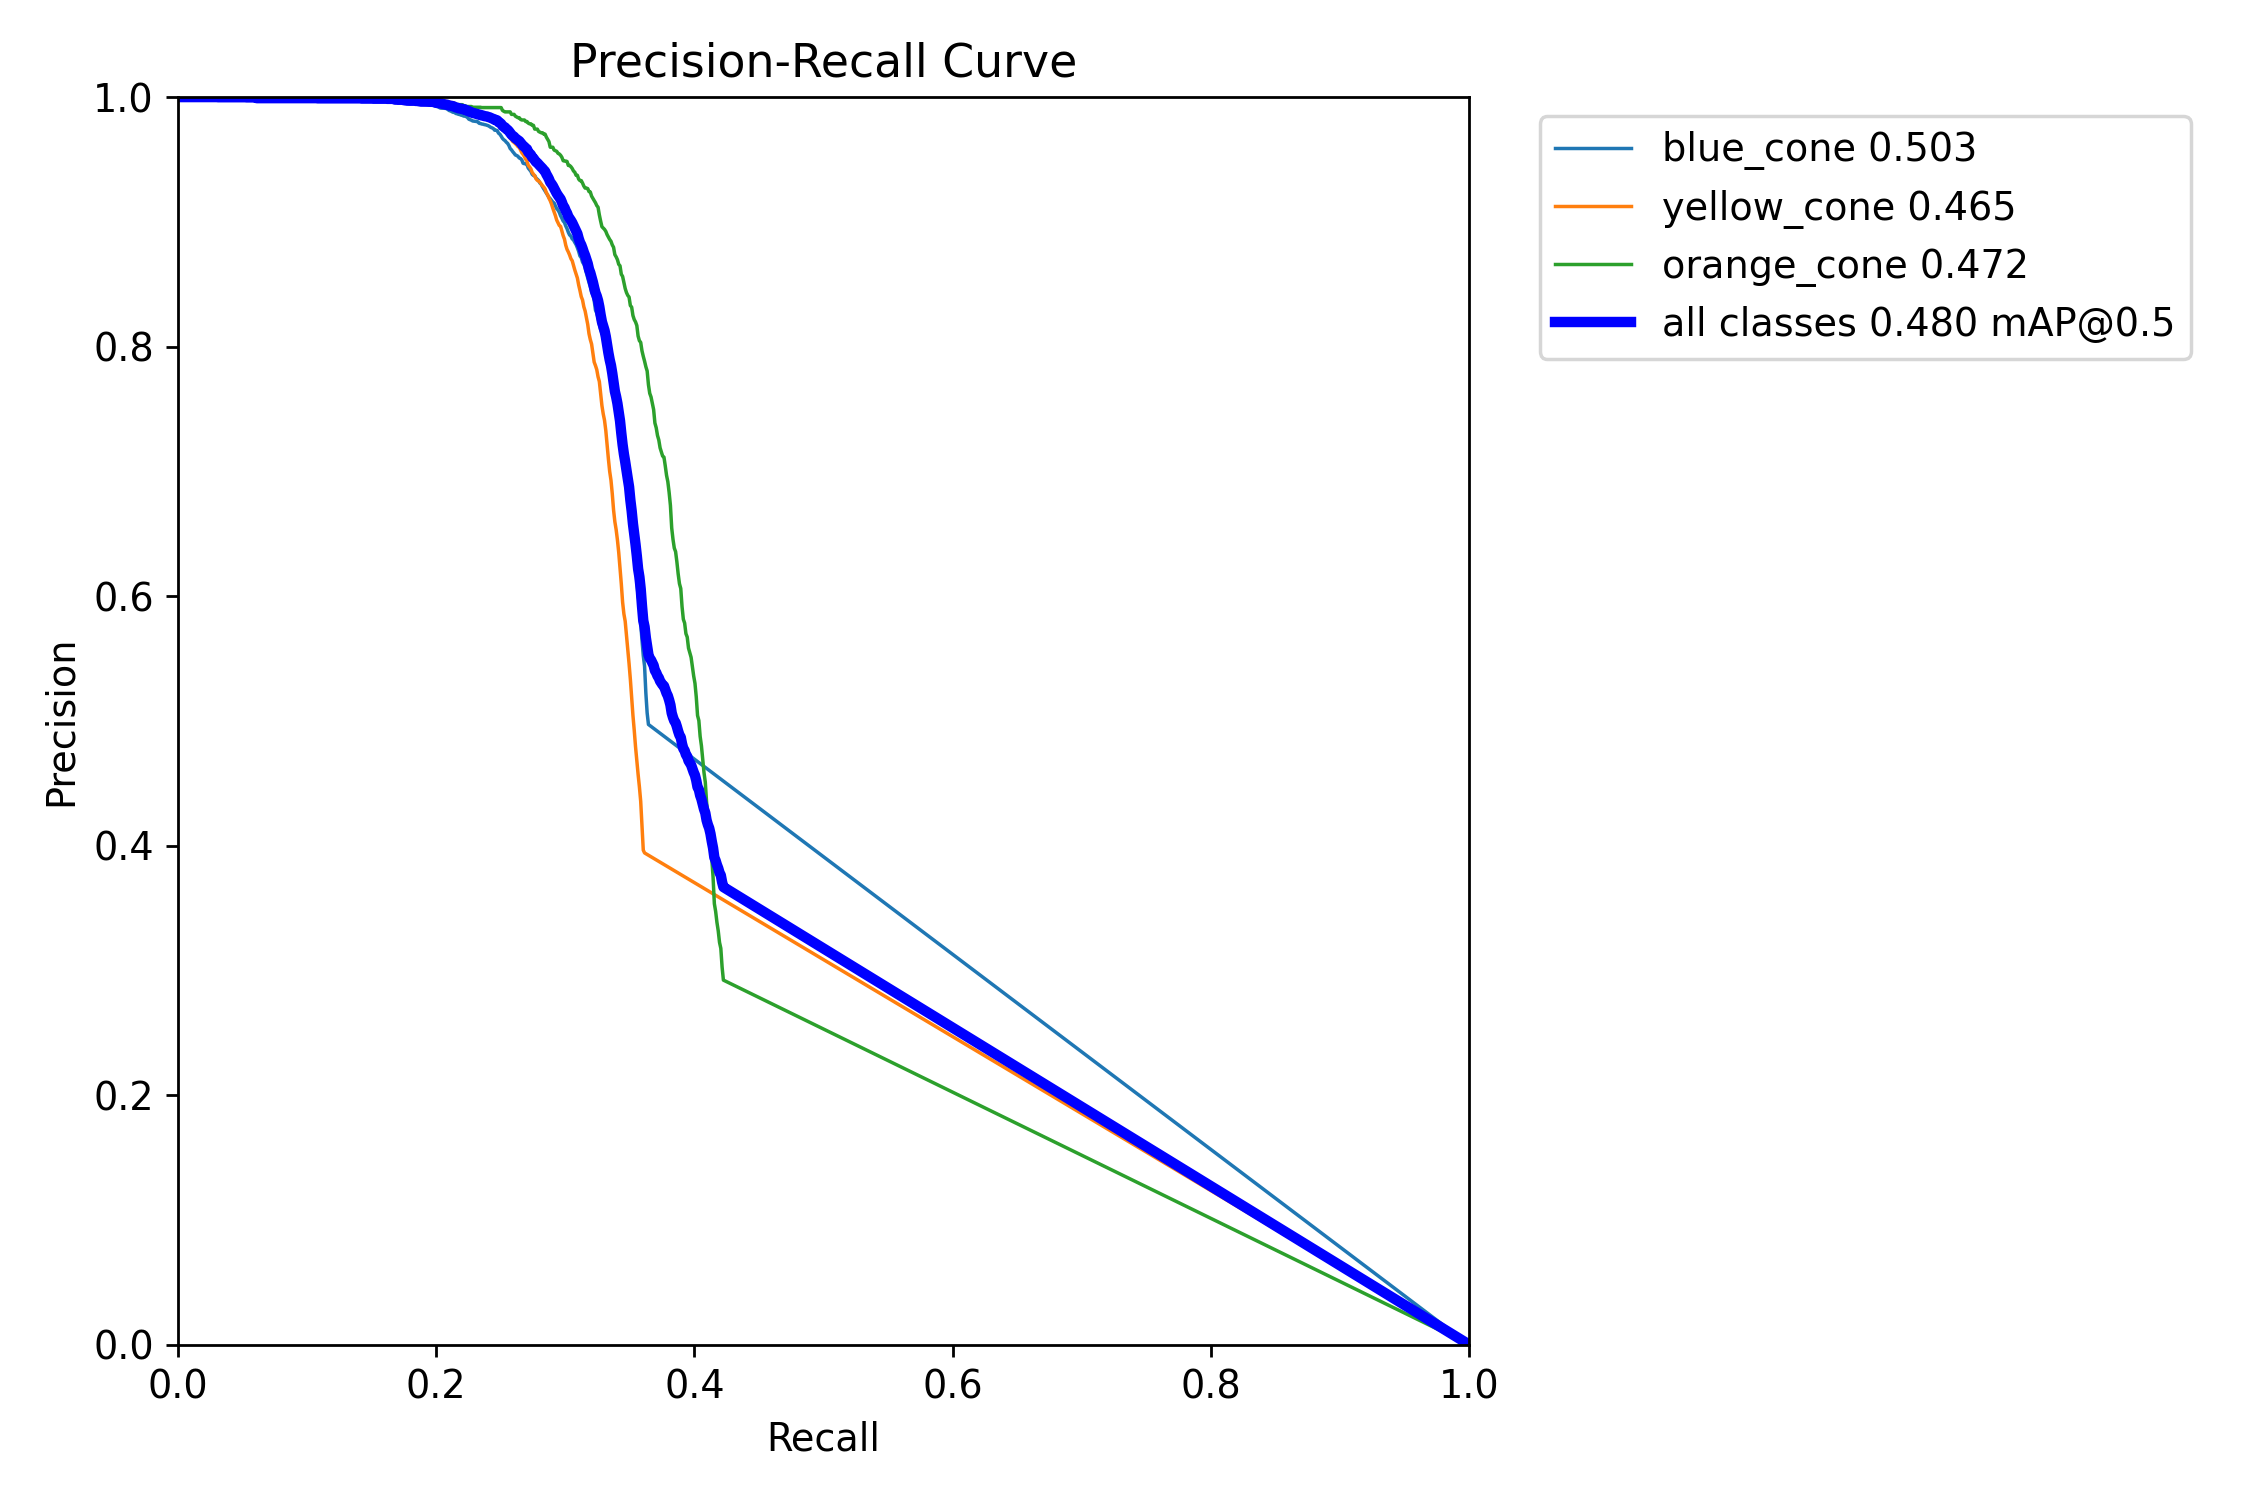 Precision-Recall Curve
1.0
0.8
0.6
0.4
0.2
0.0
Precision
0.0 0.2 0.4 0.6 0.8 1.0
Recall
blue_cone 0.503
yellow_cone 0.465
orange_cone 0.472
all classes 0.480 mAP@0.5